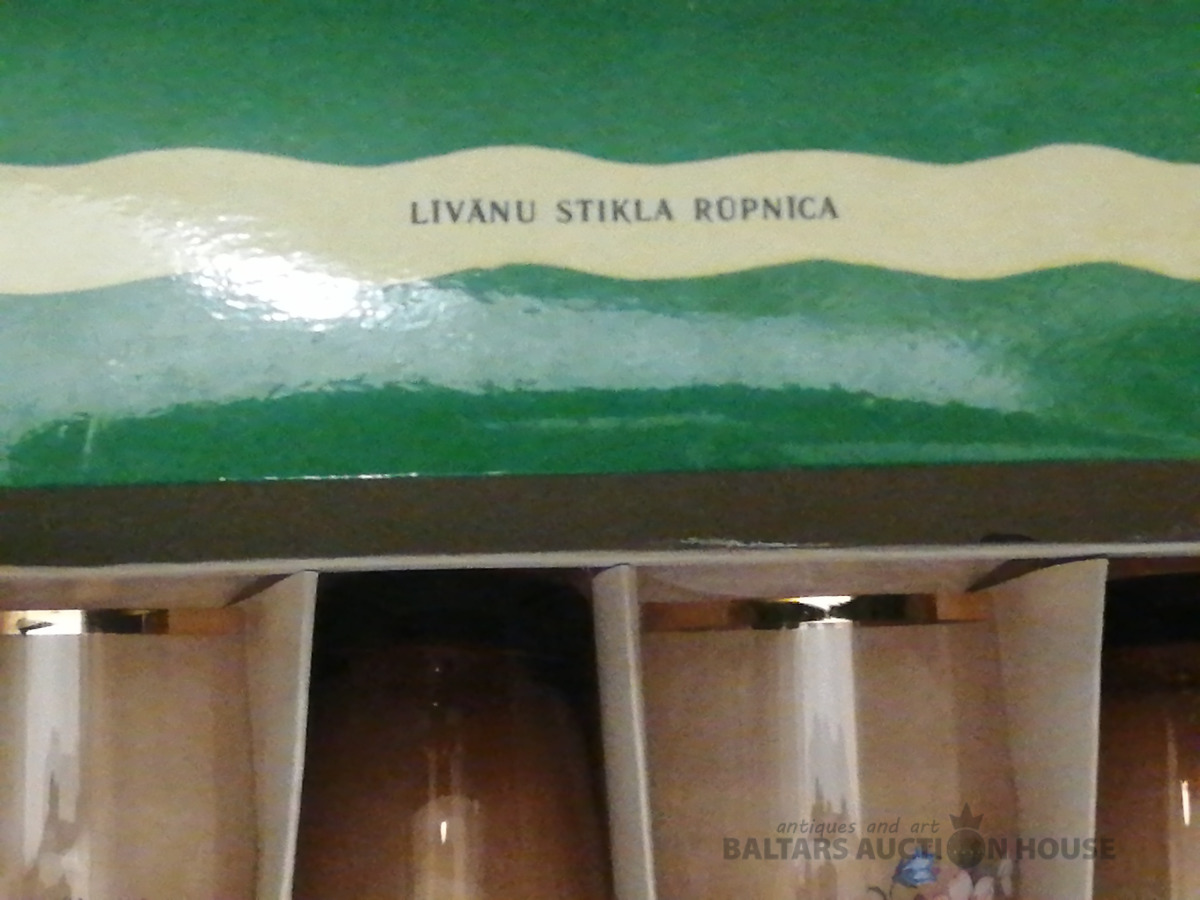 LĪVĀNU STIKLA RŪPNĪCA
antiques and art
BALTARS AUCTION HOUSE